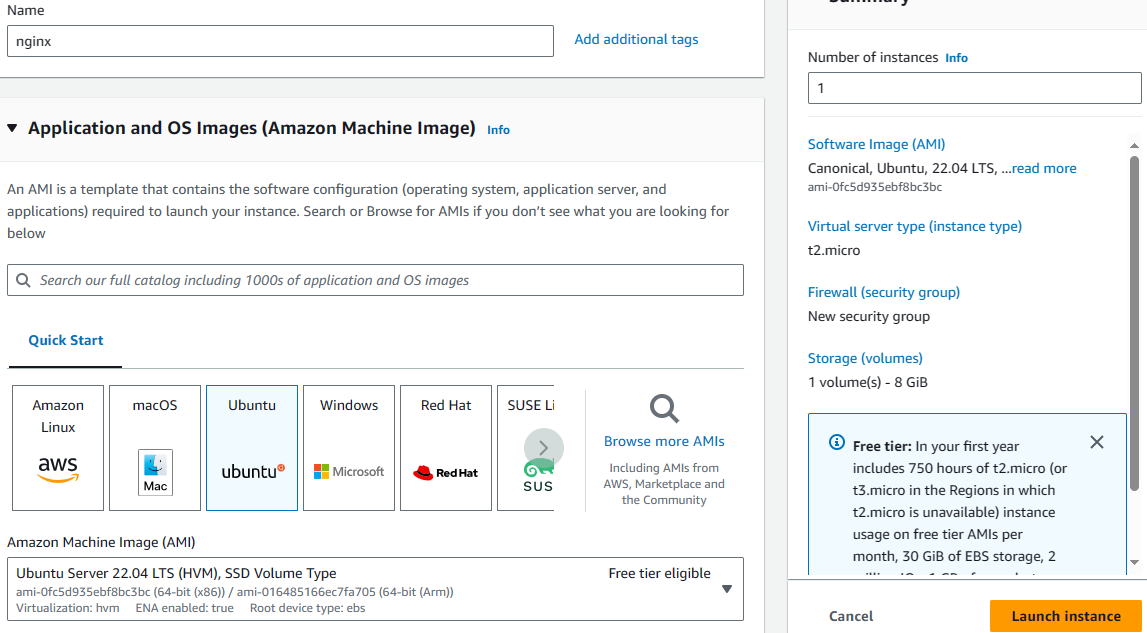 Name
nginx
Add additional tags
Application and OS Images (Amazon Machine Image) Info
An AMI is a template that contains the software configuration (operating system, application server, and
applications) required to launch your instance. Search or Browse for AMIs if you don’t see what you are looking for
below
Search our full catalog including 1000s of application and OS images
Quick Start
Amazon
Linux
aws
macOS
Mac
Ubuntu
ubuntu
Windows
Microsoft
Red Hat
Red Hat
SUSE Li
SUS
Browse more AMIs
Including AMIs from
AWS, Marketplace and
the Community
Amazon Machine Image (AMI)
Ubuntu Server 22.04 LTS (HVM), SSD Volume Type
Free tier eligible
ami-0fc5d935ebf8bc3bc (64-bit (x86)) / ami-016485166ec7fa705 (64-bit (Arm))
Virtualization: hvm ENA enabled: true Root device type: ebs
Summary
Number of instances Info
1
Software Image (AMI)
Canonical, Ubuntu, 22.04 LTS, ...read more
ami-0fc5d935ebf8bc3bc
Virtual server type (instance type)
t2.micro
Firewall (security group)
New security group
Storage (volumes)
1 volume(s) - 8 GiB
Free tier: In your first year
includes 750 hours of t2.micro (or
t3.micro in the Regions in which
t2.micro is unavailable) instance
usage on free tier AMIs per
month, 30 GiB of EBS storage, 2
Cancel
Launch instance